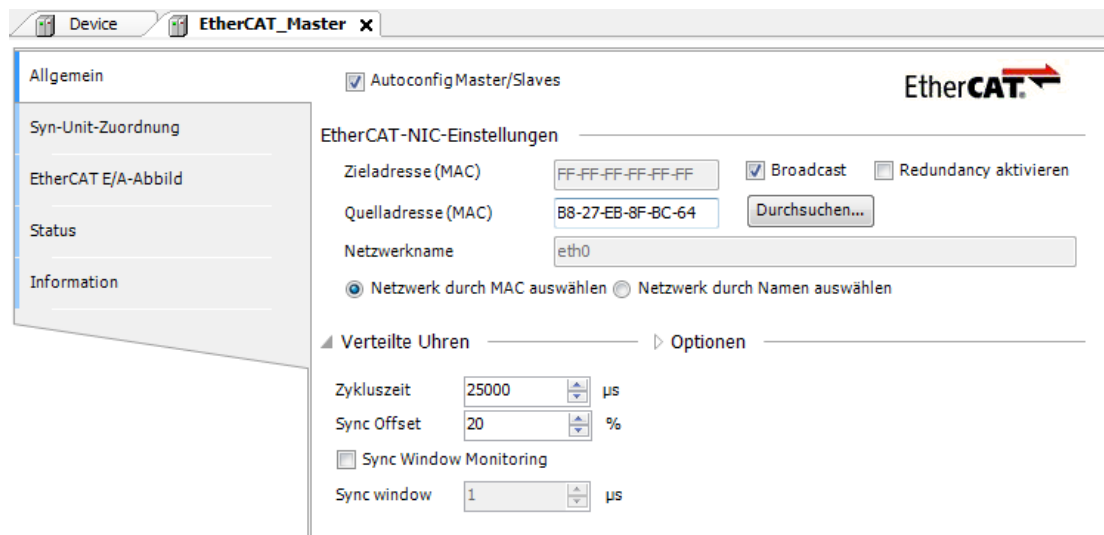 Device
EtherCAT_Master
Allgemein
Syn-Unit-Zuordnung
EtherCAT E/A-Abbild
Status
Information
Autoconfig Master/Slaves
EtherCAT.
EtherCAT-NIC-Einstellungen
Zieladresse (MAC) FF-FF-FF-FF-FF-FF Broadcast Redundancy aktivieren
Quelladresse (MAC) B8-27-EB-8F-BC-64 Durchsuchen...
Netzwerkname eth0
Netzwerk durch MAC auswählen Netzwerk durch Namen auswählen
Verteilte Uhren Optionen
Zykluszeit 25000 µs
Sync Offset 20 %
Sync Window Monitoring
Sync window 1 µs